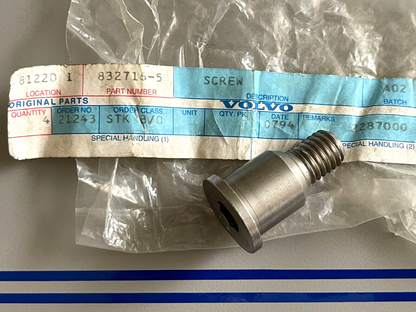 81220 1 832716-5 SCREW A02
LOCATION PART NUMBER DESCRIPTION BATCH
ORIGINAL PARTS VOLVO
QUANTITY ORDER NO ORDER CLASS UNIT QTY. PK DATE REMARKS
4 21243 STK B/O 0794 287000
SPECIAL HANDLING (1) SPECIAL HANDLING (2)